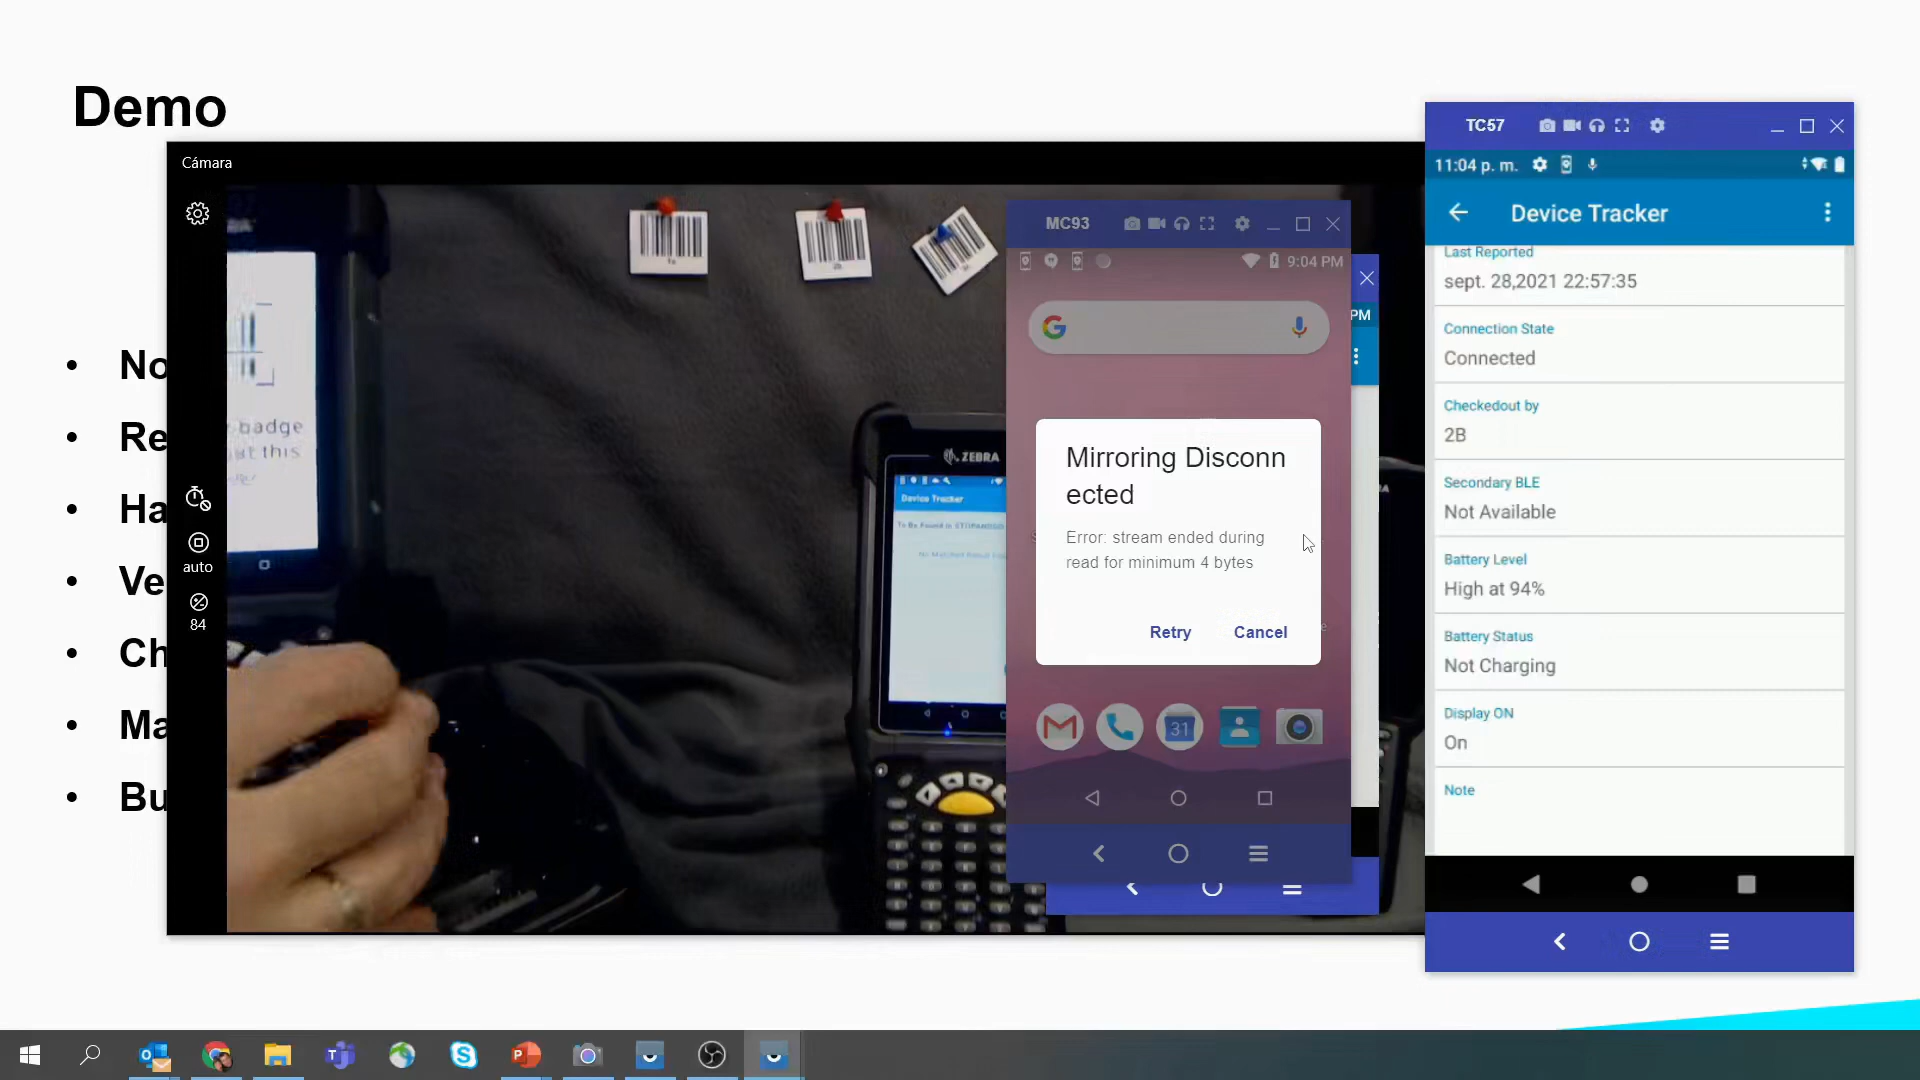 Demo
No
Re
Ha
Ve
Ch
Ma
Bu
Cámara
auto
84
badge
this
ZEBRA
Device Tracker
MC93
9:04 PM
Mirroring Disconn
ected
Error: stream ended during
read for minimum 4 bytes
Retry
Cancel
31
PM
TC57
11:04 p. m.
Device Tracker
Last Reported
sept. 28,2021 22:57:35
Connection State
Connected
Checkedout by
2B
Secondary BLE
Not Available
Battery Level
High at 94%
Battery Status
Not Charging
Display ON
On
Note